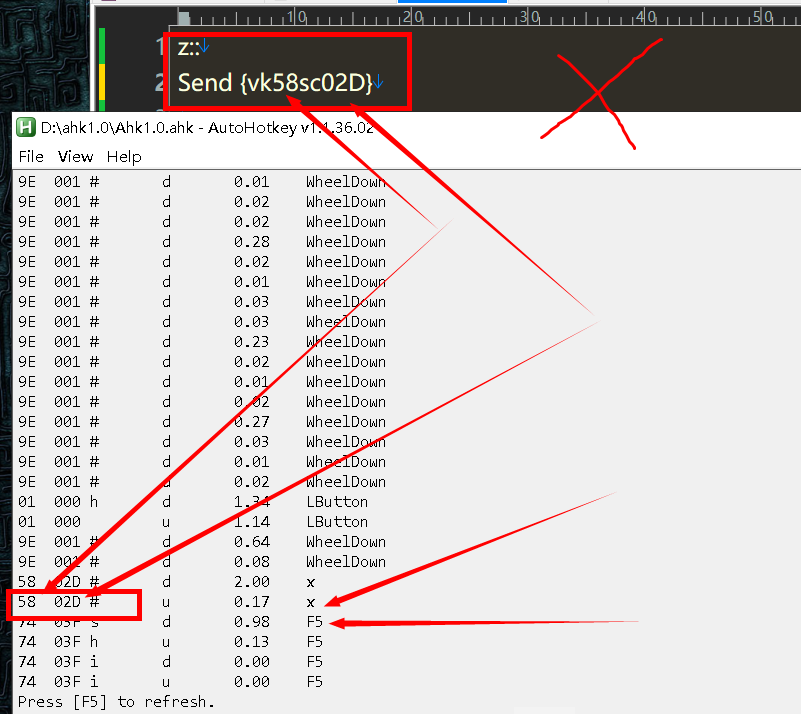 10 20 30 40 50
1 z::↓
2 Send {vk58sc02D}↓
D:\ahk1.0\Ahk1.0.ahk - AutoHotkey v1.1.36.02
File View Help
9E 001 # d 0.01 WheelDown
9E 001 # d 0.02 WheelDown
9E 001 # d 0.02 WheelDown
9E 001 # d 0.28 WheelDown
9E 001 # d 0.02 WheelDown
9E 001 # d 0.01 WheelDown
9E 001 # d 0.03 WheelDown
9E 001 # d 0.03 WheelDown
9E 001 # d 0.23 WheelDown
9E 001 # d 0.02 WheelDown
9E 001 # d 0.01 WheelDown
9E 001 # d 0.02 WheelDown
9E 001 # d 0.27 WheelDown
9E 001 # d 0.03 WheelDown
9E 001 # d 0.01 WheelDown
9E 001 # d 0.02 WheelDown
01 000 h d 1.34 LButton
01 000 u 1.14 LButton
9E 001 # d 0.64 WheelDown
9E 001 # d 0.08 WheelDown
58 02D # d 2.00 x
58 02D # u 0.17 x
74 03F s d 0.98 F5
74 03F h u 0.13 F5
74 03F i d 0.00 F5
74 03F i u 0.00 F5
Press [F5] to refresh.